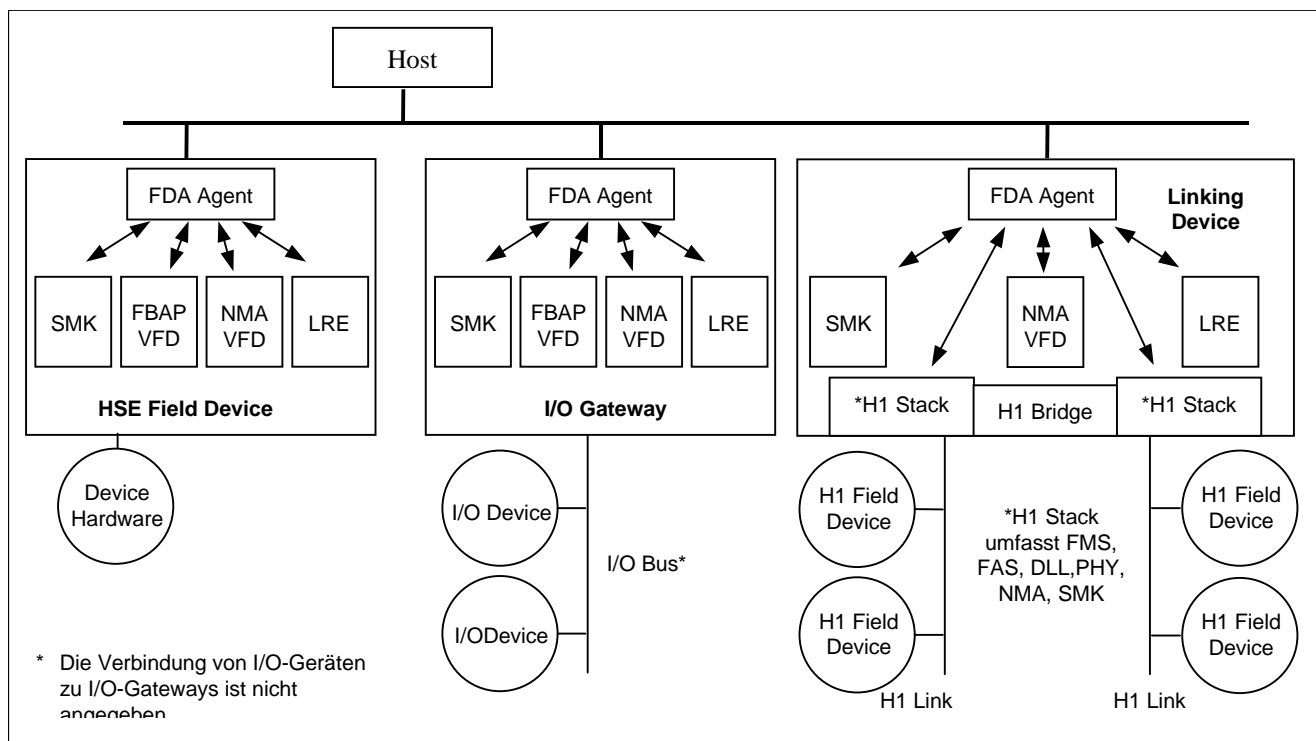 Host
FDA Agent
SMK
FBAP
VFD
NMA
VFD
LRE
HSE Field Device
Device
Hardware
FDA Agent
SMK
FBAP
VFD
NMA
VFD
LRE
I/O Gateway
I/O Device
I/O Bus*
I/ODevice
FDA Agent
Linking
Device
SMK
NMA
VFD
LRE
*H1 Stack
H1 Bridge
*H1 Stack
H1 Field
Device
H1 Field
Device
*H1 Stack
umfasst FMS,
FAS, DLL,PHY,
NMA, SMK
H1 Field
Device
H1 Field
Device
H1 Link
H1 Link
* Die Verbindung von I/O-Geräten
zu I/O-Gateways ist nicht
angegeben